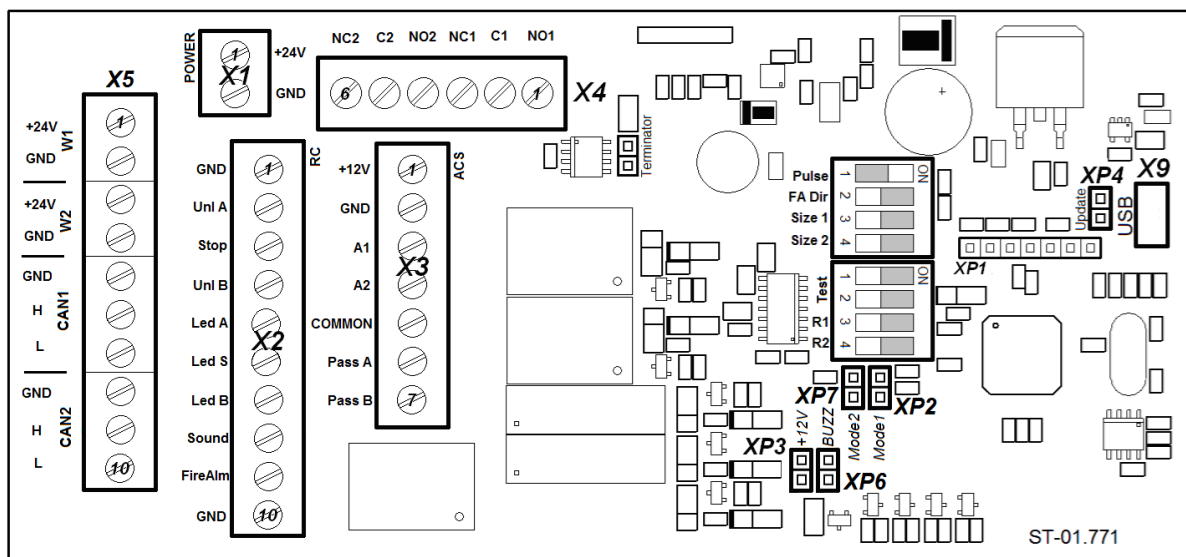 X5
+24V
GND
W1
+24V
GND
W2
GND
H
L
CAN1
GND
H
L
CAN2
1
10
POWER
X1
1
+24V
GND
NC2 C2 NO2 NC1 C1 NO1
6
1
X4
RC
X2
GND
1
Unl A
Stop
Unl B
Led A
Led S
Led B
Sound
FireAlm
GND
10
ACS
X3
+12V
1
GND
A1
A2
COMMON
Pass A
Pass B
7
Terminator
+
Pulse 1
FA Dir 2
Size 1 3
Size 2 4
ON
Test
1
2
R1 3
R2 4
ON
XP4
Update
X9
USB
XP1
XP7
XP2
Mode2
Mode1
XP3
+12V
BUZZ
XP6
ST-01.771